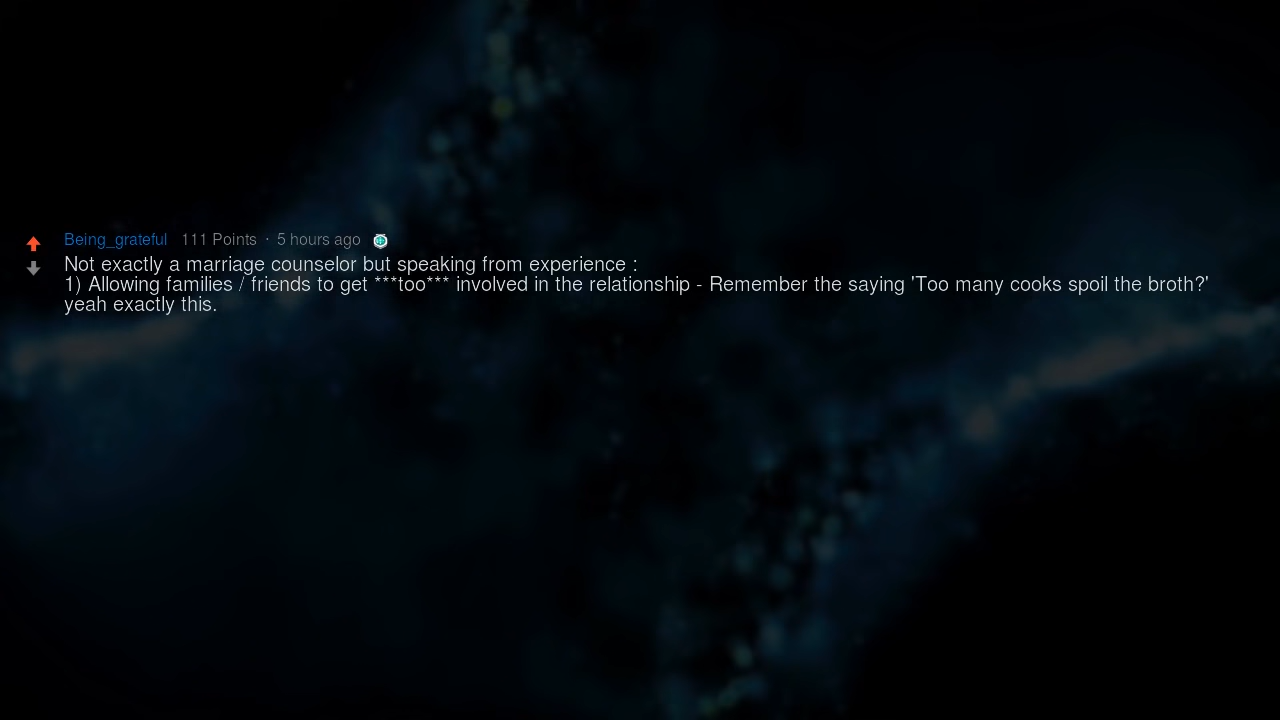 Being_grateful 111 Points · 5 hours ago
Not exactly a marriage counselor but speaking from experience :
1) Allowing families / friends to get ***too*** involved in the relationship - Remember the saying 'Too many cooks spoil the broth?'
yeah exactly this.